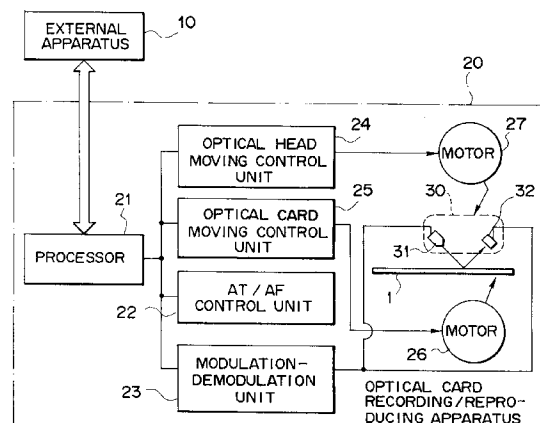 EXTERNAL
APPARATUS
10
20
OPTICAL HEAD
MOVING CONTROL
UNIT
24
MOTOR
27
21
PROCESSOR
OPTICAL CARD
MOVING CONTROL
UNIT
25
30
32
31
1
AT/AF
CONTROL UNIT
22
MOTOR
26
MODULATION-
DEMODULATION
UNIT
23
OPTICAL CARD
RECORDING/REPRO-
DUCING APPARATUS